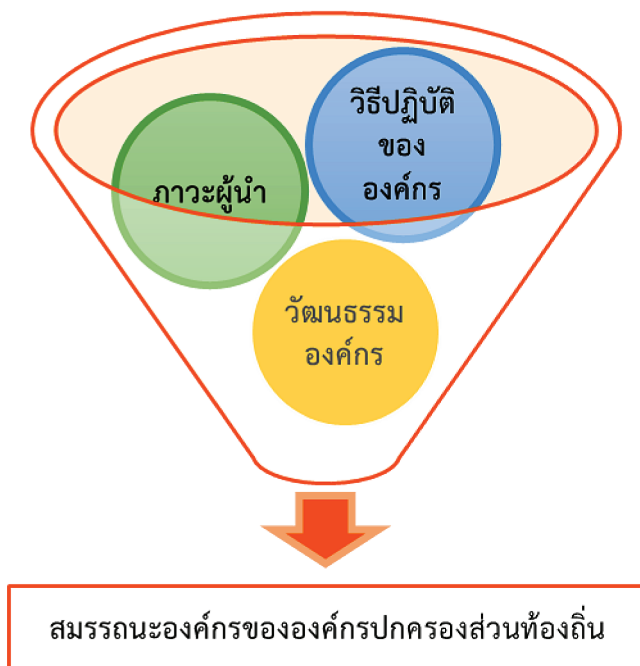 วิธีปฏิบัติ
ของ
องค์กร
ภาวะผู้นำ
วัฒนธรรม
องค์กร
สมรรถนะองค์กรขององค์กรปกครองส่วนท้องถิ่น